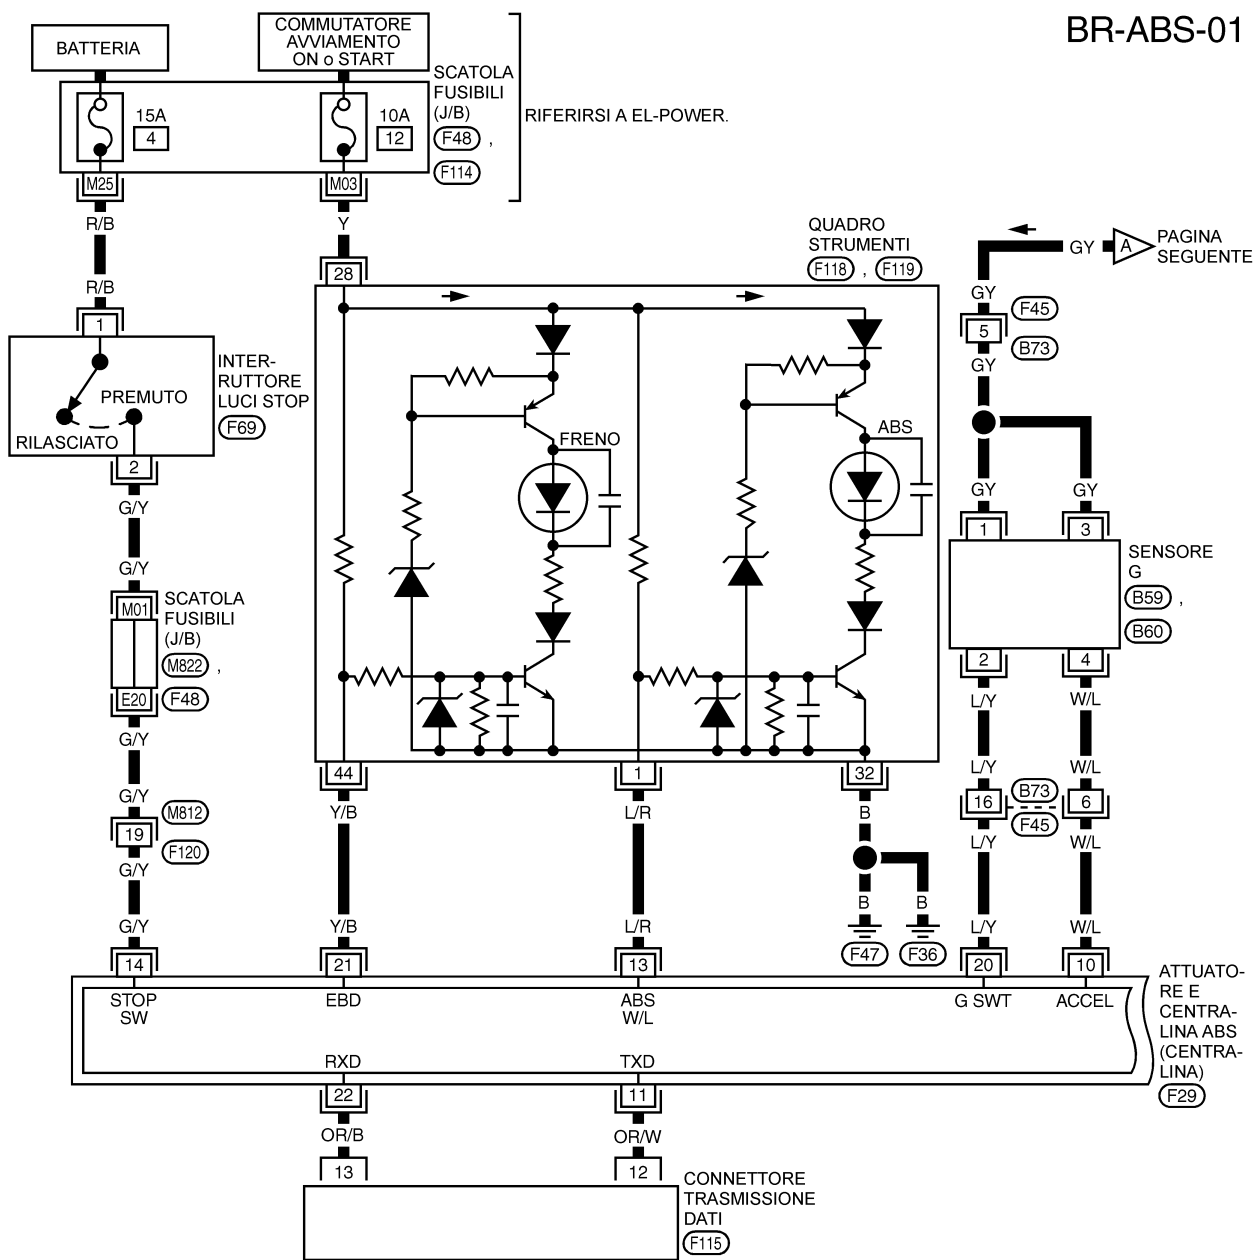 BR-ABS-01
BATTERIA
COMMUTATORE
AVVIAMENTO
ON o START
SCATOLA
FUSIBILI
(J/B)
F48 ,
F114
RIFERIRSI A EL-POWER.
15A
4
10A
12
M25
M03
R/B
Y
R/B
28
1
QUADRO
STRUMENTI
F118 , F119
GY
A
PAGINA
SEGUENTE
GY
F45
5
B73
GY
INTER-
RUTTORE
LUCI STOP
F69
PREMUTO
RILASCIATO
2
G/Y
G/Y
FRENO
ABS
GY
GY
1
3
SENSORE
G
B59 ,
B60
2
4
M01
SCATOLA
FUSIBILI
(J/B)
M822 ,
E20
F48
G/Y
G/Y
M812
19
F120
G/Y
G/Y
44
1
32
Y/B
L/R
B
Y/B
L/R
B
B
F47
F36
L/Y
W/L
L/Y
W/L
16
B73
6
F45
L/Y
W/L
L/Y
W/L
14
21
13
20
10
STOP
SW
EBD
ABS
W/L
G SWT
ACCEL
ATTUATO-
RE E
CENTRA-
LINA ABS
(CENTRA-
LINA)
F29
RXD
TXD
22
11
OR/B
OR/W
13
12
CONNETTORE
TRASMISSIONE
DATI
F115